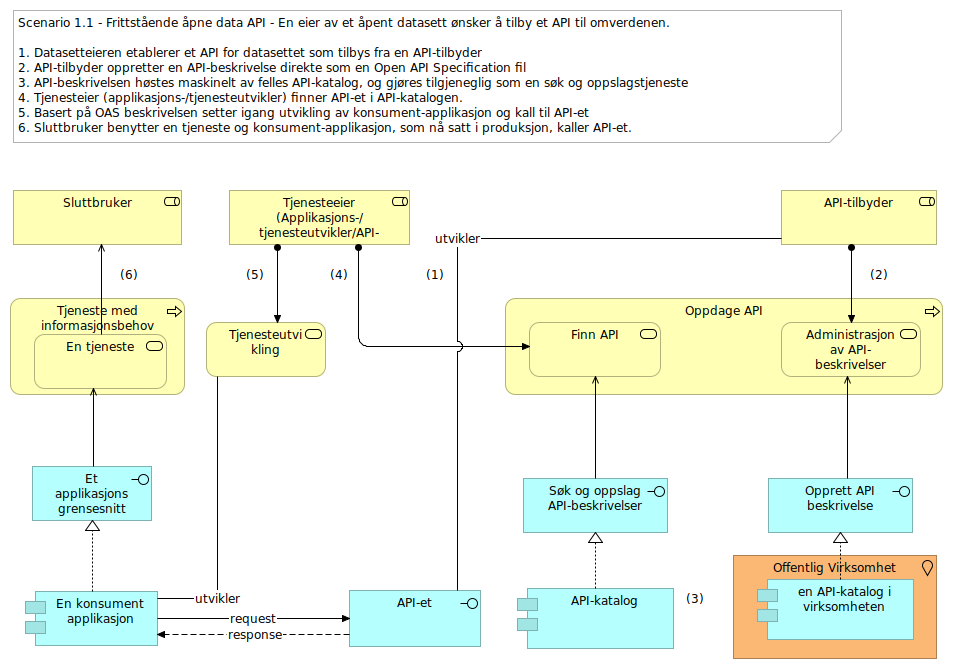 Scenario 1.1 - Frittstående åpne data API - En eier av et åpent datasett ønsker å tilby et API til omverdenen.
1. Datasetteieren etablerer et API for datasettet som tilbys fra en API-tilbyder
2. API-tilbyder oppretter en API-beskrivelse direkte som en Open API Specification fil
3. API-beskrivelsen høstes maskinelt av felles API-katalog, og gjøres tilgjeneglig som en søk og oppslagstjeneste
4. Tjenesteier (applikasjons-/tjenesteutvikler) finner API-et i API-katalogen.
5. Basert på OAS beskrivelsen setter igang utvikling av konsument-applikasjon og kall til API-et
6. Sluttbruker benytter en tjeneste og konsument-applikasjon, som nå satt i produksjon, kaller API-et.
Sluttbruker
Tjenesteeier
(Applikasjons-/
tjenesteutvikler/API-
API-tilbyder
utvikler
(6)
(5)
(4)
(1)
(2)
Tjeneste med
informasjonsbehov
En tjeneste
Tjenesteutvi
kling
Oppdage API
Finn API
Administrasjon
av API-
beskrivelser
Et
applikasjons
grensesnitt
Søk og oppslag
API-beskrivelser
Opprett API
beskrivelse
Offentlig Virksomhet
en API-katalog i
virksomheten
En konsument
applikasjon
utvikler
request
response
API-et
API-katalog
(3)